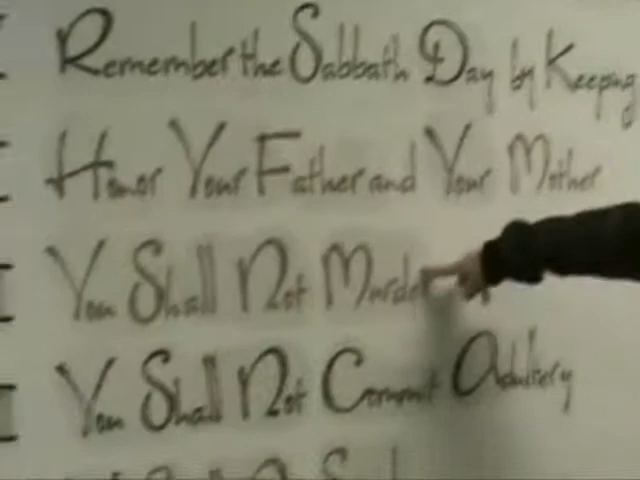 Remember the Sabbath Day by Keeping
Honor Your Father and Your Mother
You Shall Not Murder
You Shall Not Commit Adultery